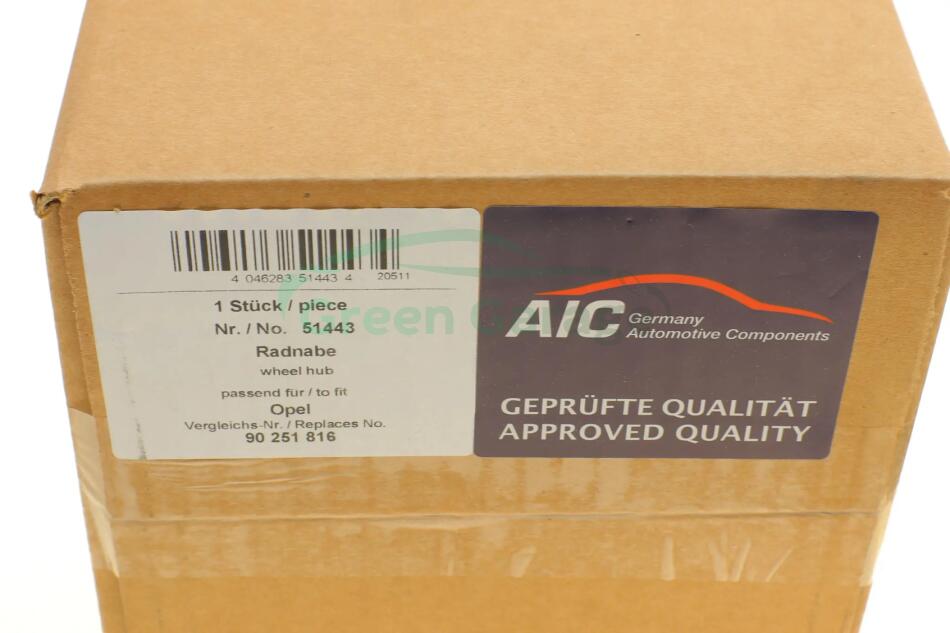 4 046283 51443 4 20511
1 Stück / piece
Nr. / No. 51443
Radnabe
wheel hub
passend für / to fit
Opel
Vergleichs-Nr. / Replaces No.
90 251 816
AIC Germany
Automotive Components
GEPRÜFTE QUALITÄT
APPROVED QUALITY
Green